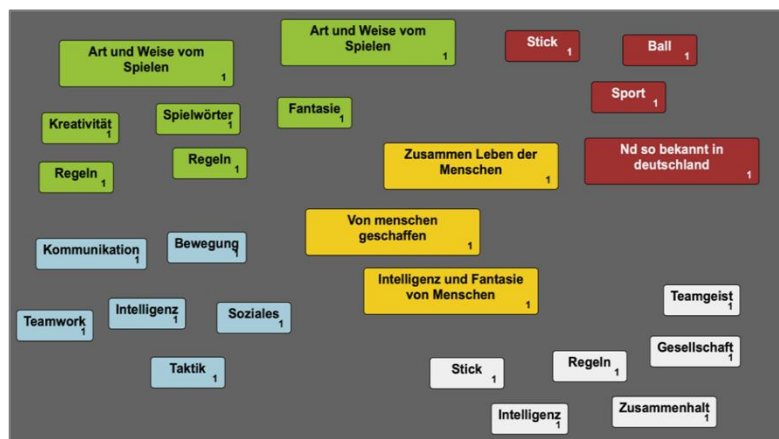 Art und Weise vom
Spielen
1
Art und Weise vom
Spielen
1
Stick
1
Ball
1
Sport
1
Kreativität
1
Spielwörter
1
Fantasie
1
Regeln
1
Regeln
1
Zusammen Leben der
Menschen
1
Nd so bekannt in
deutschland
1
Von menschen
geschaffen
1
Kommunikation
1
Bewegung
1
Intelligenz und Fantasie
von Menschen
1
Teamwork
1
Intelligenz
1
Soziales
1
Taktik
1
Teamgeist
1
Gesellschaft
1
Stick
1
Regeln
1
Intelligenz
1
Zusammenhalt
1